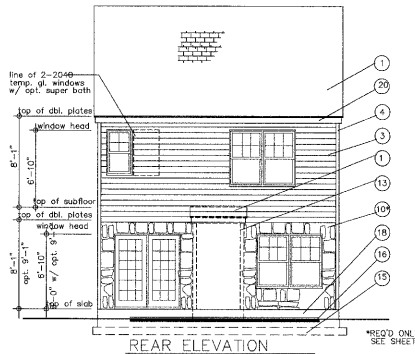 line of 2-2040
temp. gl. windows
w/ opt. super bath
top of dbl. plates
window head
8'-1"
6'-10"
top of subfloor
top of dbl. plates
window head
8'-1"
opt. 9'-1"
6'-10"
w/ opt. 9'-
top of slab
1
20
4
3
1
13
10*
18
16
15
*REQ'D ONL
SEE SHEET
REAR ELEVATION